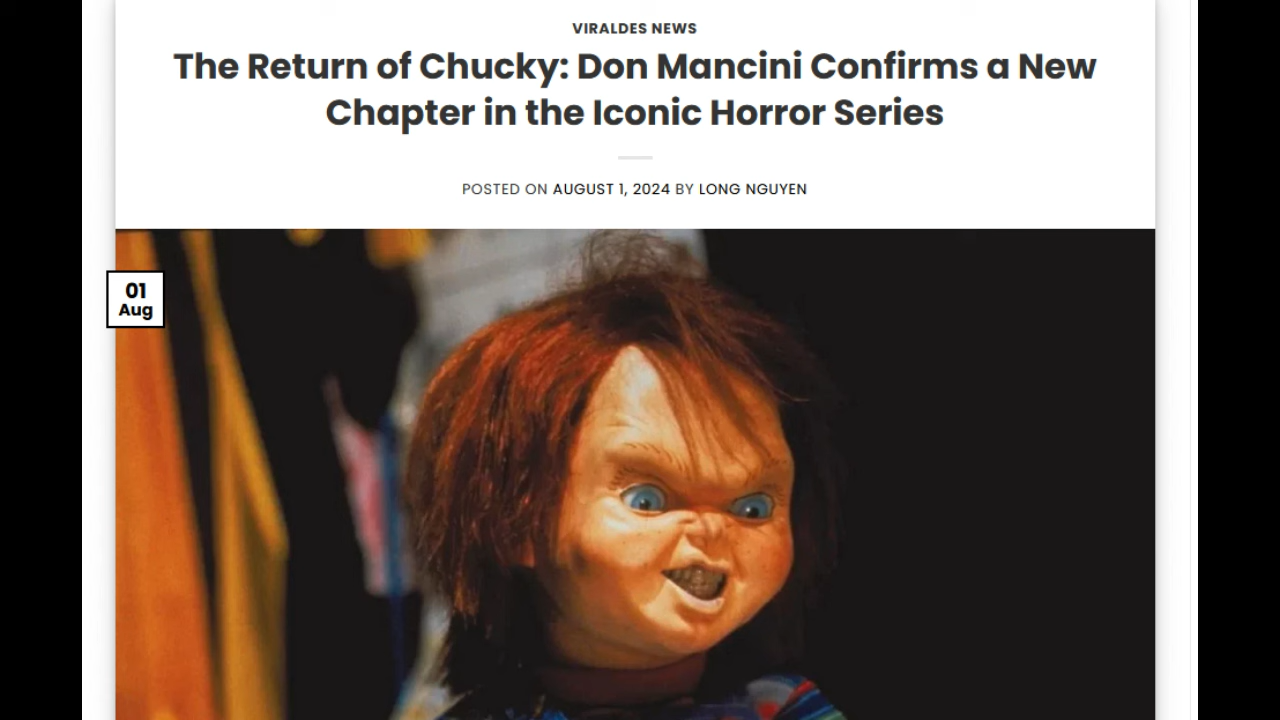 VIRALDES NEWS
The Return of Chucky: Don Mancini Confirms a New
Chapter in the Iconic Horror Series
POSTED ON AUGUST 1, 2024 BY LONG NGUYEN
01
Aug